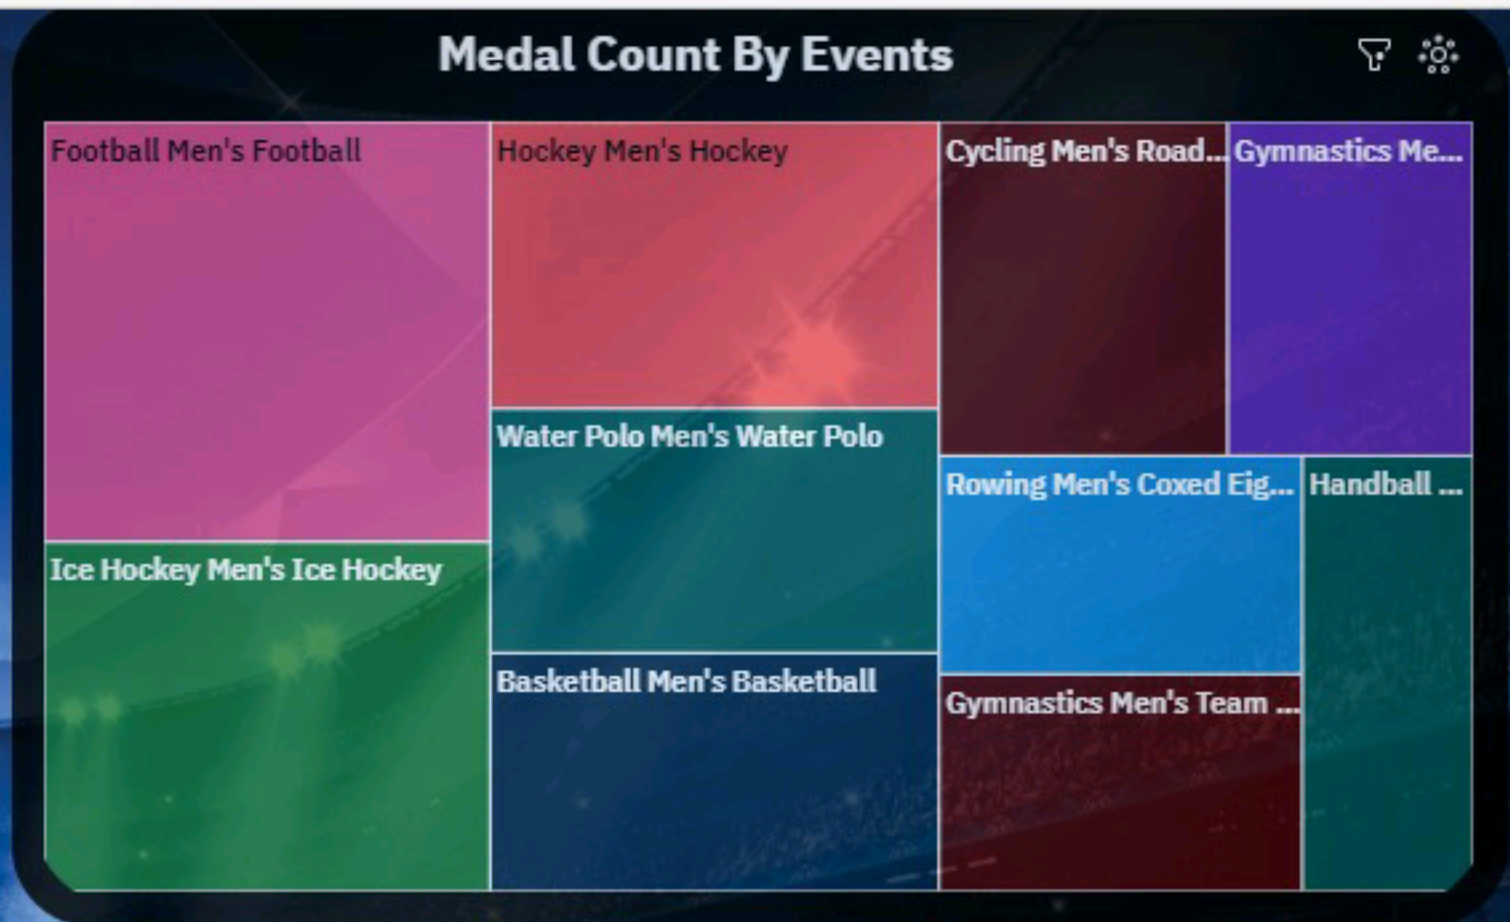 Medal Count By Events
Football Men's Football
Hockey Men's Hockey
Cycling Men's Road...
Gymnastics Me...
Water Polo Men's Water Polo
Rowing Men's Coxed Eig...
Handball ...
Ice Hockey Men's Ice Hockey
Basketball Men's Basketball
Gymnastics Men's Team ...